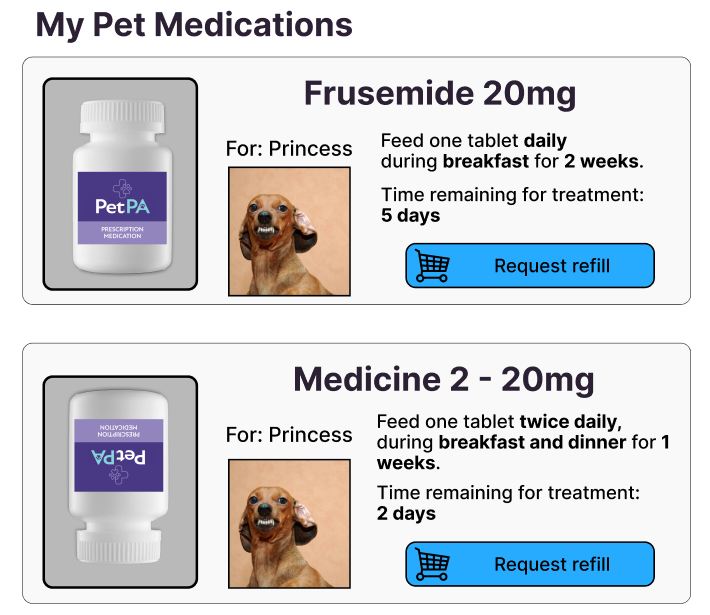 My Pet Medications
Frusemide 20mg
For: Princess
Feed one tablet daily
during breakfast for 2 weeks.
Time remaining for treatment:
5 days
Request refill
PetPA
PRESCRIPTION
MEDICATION
Medicine 2 - 20mg
For: Princess
Feed one tablet twice daily,
during breakfast and dinner for 1
weeks.
Time remaining for treatment:
2 days
Request refill
PetPA
PRESCRIPTION
MEDICATION